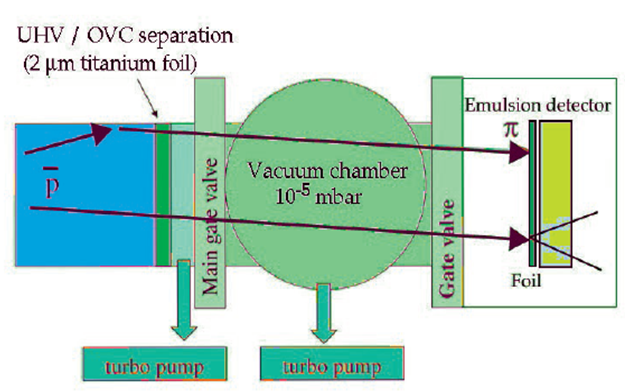 UHV / OVC separation
(2 μm titanium foil)
Emulsion detector
π
p̅
Main gate valve
Vacuum chamber
10⁻⁵ mbar
Gate valve
Foil
turbo pump
turbo pump